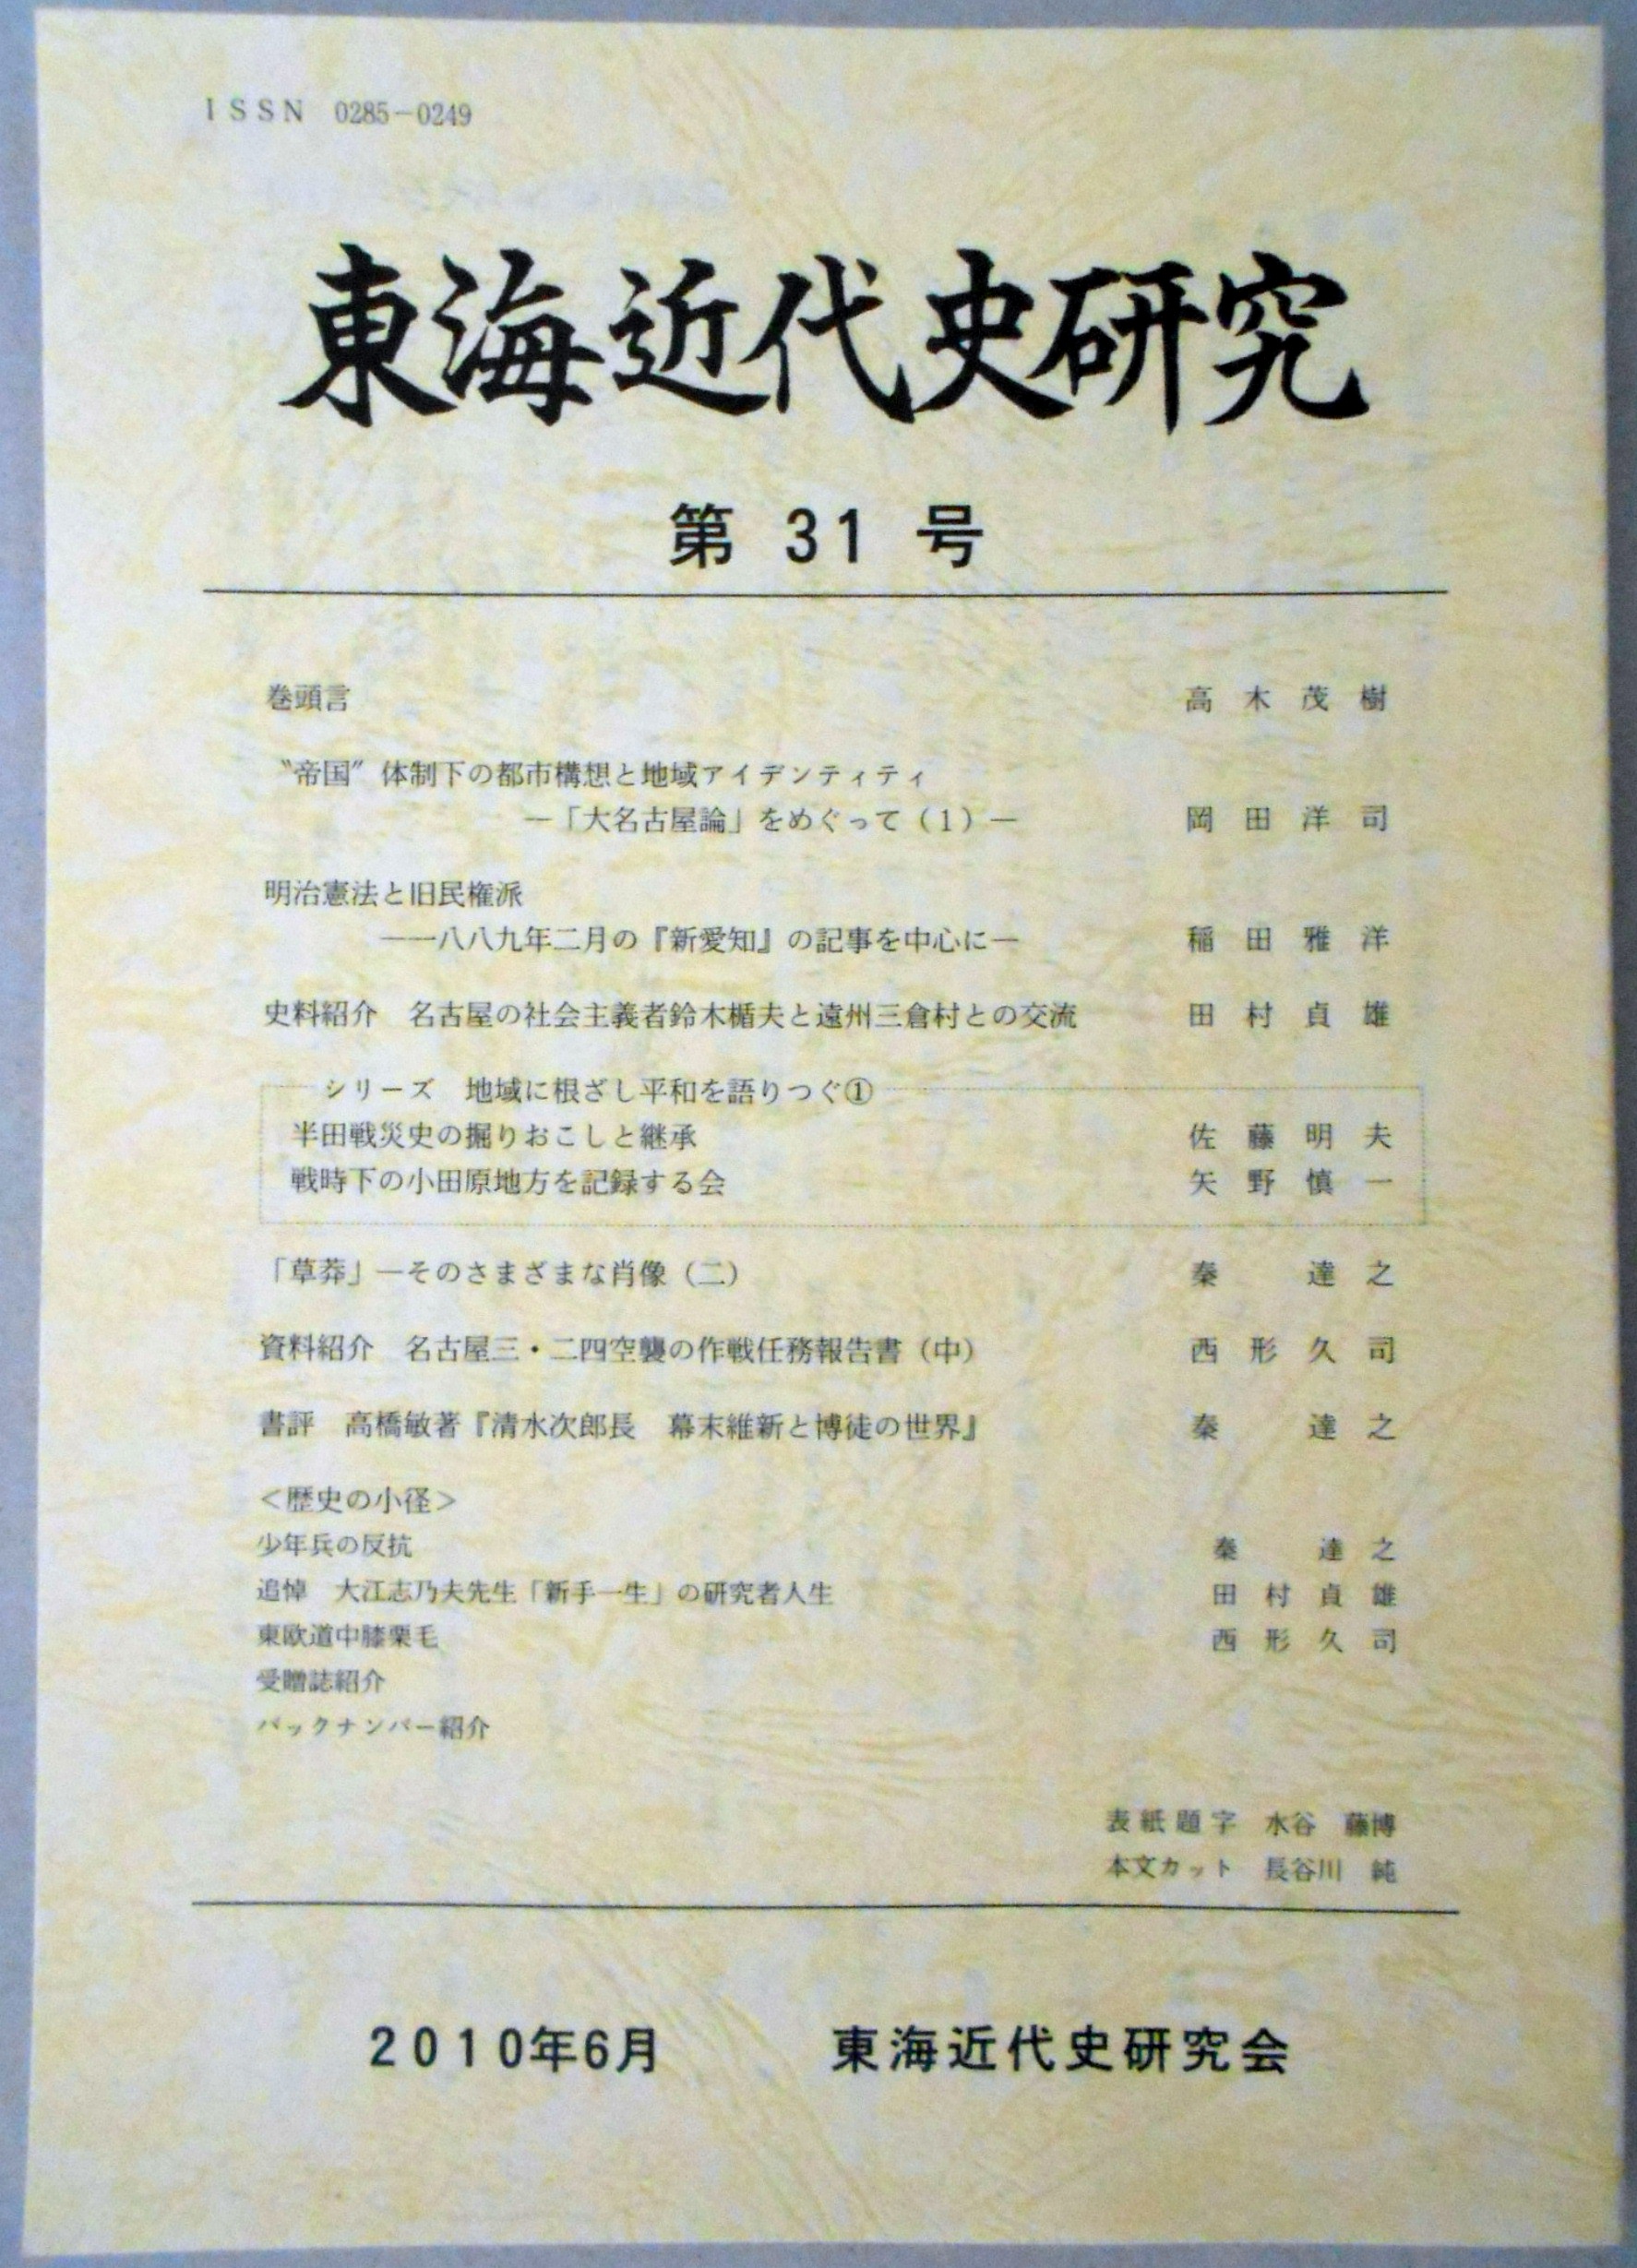 ISSN 0285-0249
東海近代史研究
第 31 号
巻頭言 高木茂樹
〝帝国〟体制下の都市構想と地域アイデンティティ
―「大名古屋論」をめぐって(1)― 岡田洋司
明治憲法と旧民権派
―一八八九年二月の『新愛知』の記事を中心に― 稲田雅洋
史料紹介 名古屋の社会主義者鈴木楯夫と遠州三倉村との交流 田村貞雄
シリーズ 地域に根ざし平和を語りつぐ①
半田戦災史の掘りおこしと継承 佐藤明夫
戦時下の小田原地方を記録する会 矢野慎一
「草莽」―そのさまざまな肖像(二) 秦達之
資料紹介 名古屋三・二四空襲の作戦任務報告書(中) 西形久司
書評 高橋敏著『清水次郎長 幕末維新と博徒の世界』 秦達之
<歴史の小径>
少年兵の反抗 秦達之
追悼 大江志乃夫先生「新手一生」の研究者人生 田村貞雄
東欧道中膝栗毛 西形久司
受贈誌紹介
バックナンバー紹介
表紙題字 水谷 藤博
本文カット 長谷川 純
2010年6月 東海近代史研究会